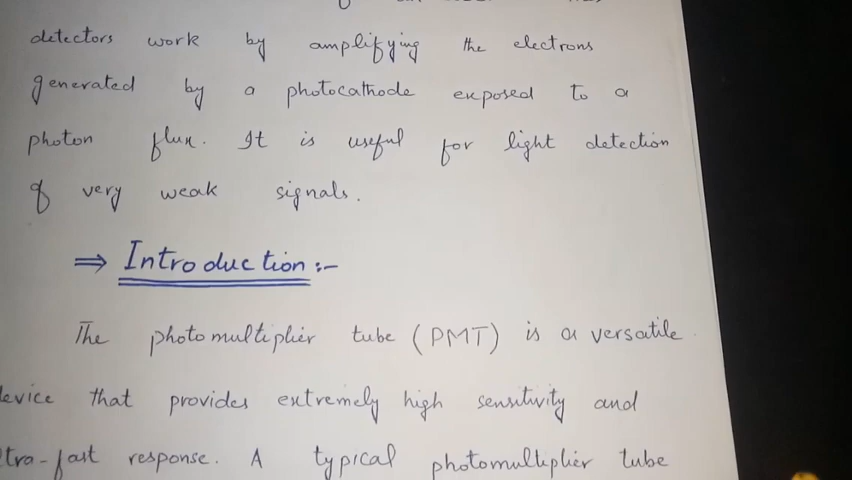 detectors work by amplifying the electrons
generated by a photocathode exposed to a
photon flux. It is useful for light detection
of very weak signals.
⇒ Introduction :-
The photomultiplier tube (PMT) is a versatile
device that provides extremely high sensitivity and
ltra-fast response. A typical photomultiplier tube